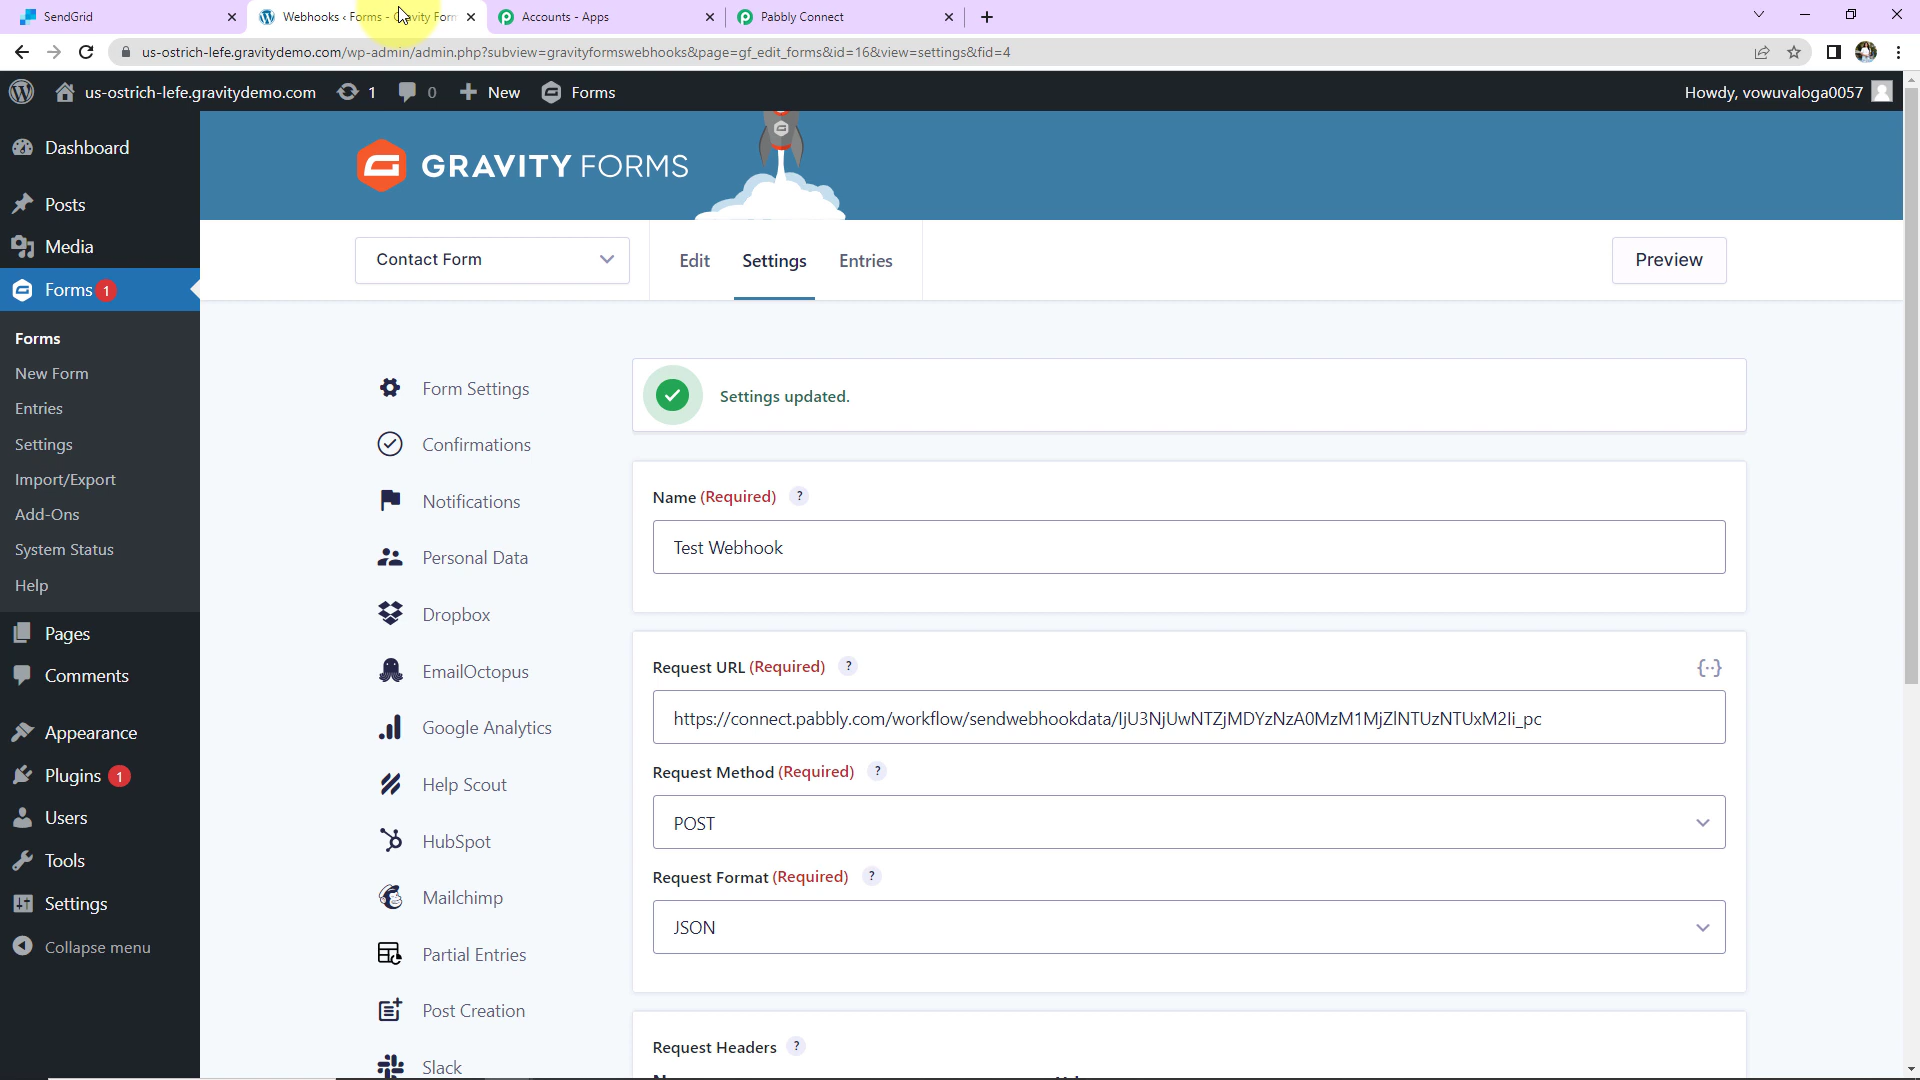 SendGrid
Webhooks ‹ Forms - Gravity Form
Accounts - Apps
Pabbly Connect
us-ostrich-lefe.gravitydemo.com/wp-admin/admin.php?subview=gravityformswebhooks&page=gf_edit_forms&id=16&view=settings&fid=4
us-ostrich-lefe.gravitydemo.com
1
0
New
Forms
Howdy, vowuvaloga0057
Dashboard
Posts
Media
Forms 1
Forms
New Form
Entries
Settings
Import/Export
Add-Ons
System Status
Help
Pages
Comments
Appearance
Plugins 1
Users
Tools
Settings
Collapse menu
GRAVITY FORMS
Contact Form
Edit
Settings
Entries
Preview
Form Settings
Confirmations
Notifications
Personal Data
Dropbox
EmailOctopus
Google Analytics
Help Scout
HubSpot
Mailchimp
Partial Entries
Post Creation
Slack
Settings updated.
Name (Required) ?
Test Webhook
Request URL (Required) ?
{··}
https://connect.pabbly.com/workflow/sendwebhookdata/IjU3NjUwNTZjMDYzNzA0MzM1MjZlNTUzNTUxM2Ii_pc
Request Method (Required) ?
POST
Request Format (Required) ?
JSON
Request Headers ?